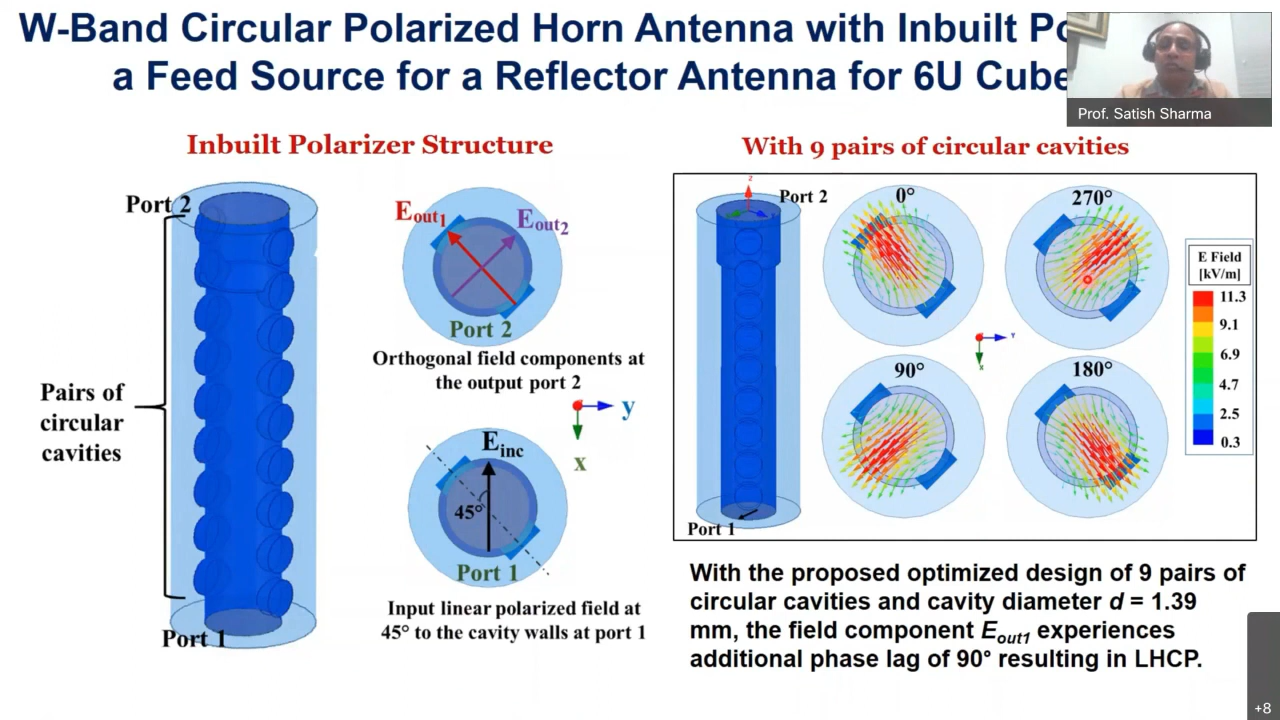 W-Band Circular Polarized Horn Antenna with Inbuilt
a Feed Source for a Reflector Antenna for 6U
Prof. Satish Sharma
Inbuilt Polarizer Structure
Port 2
Pairs of
circular
cavities
Port 1
Eout1
Eout2
Port 2
Orthogonal field components at
the output port 2
y
x
Einc
45°
Port 1
Input linear polarized field at
45° to the cavity walls at port 1
With 9 pairs of circular cavities
z
Port 2
Port 1
0°
270°
90°
180°
Y
X
E Field
[kV/m]
11.3
9.1
6.9
4.7
2.5
0.3
With the proposed optimized design of 9 pairs of
circular cavities and cavity diameter d = 1.39
mm, the field component Eout1 experiences
additional phase lag of 90° resulting in LHCP.
+8